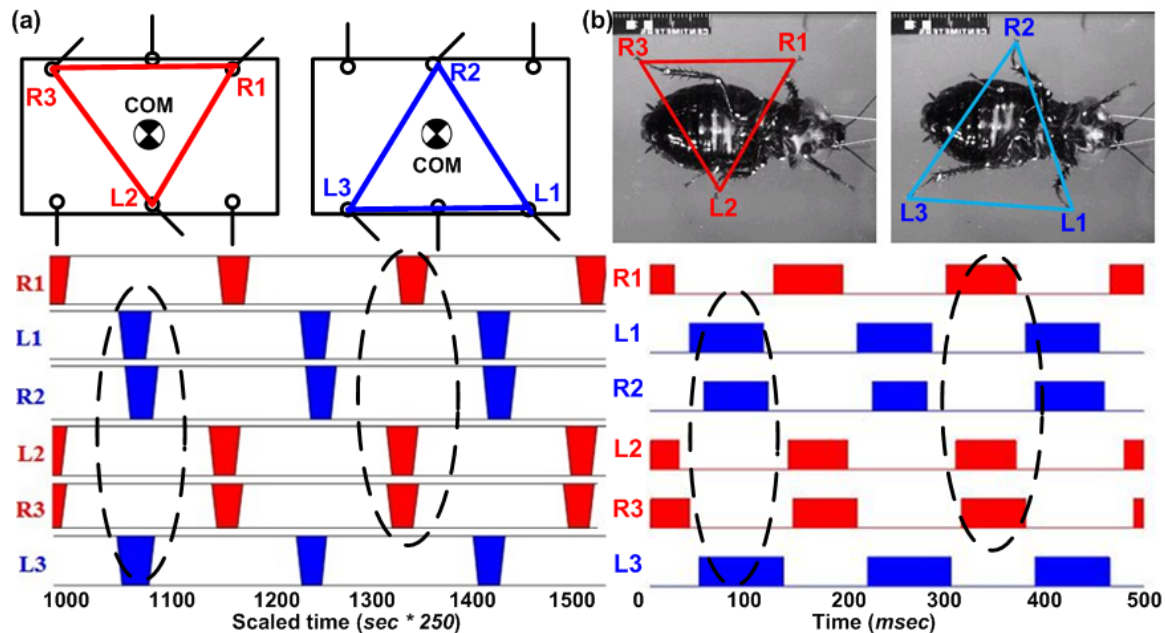 (a)
R3
R1
COM
L2
R2
COM
L3
L1
(b)
CENTIMETER
R3
R1
L2
R2
L3
L1
R1
L1
R2
L2
R3
L3
1000 1100 1200 1300 1400 1500
Scaled time (sec * 250)
R1
L1
R2
L2
R3
L3
0 100 200 300 400 500
Time (msec)